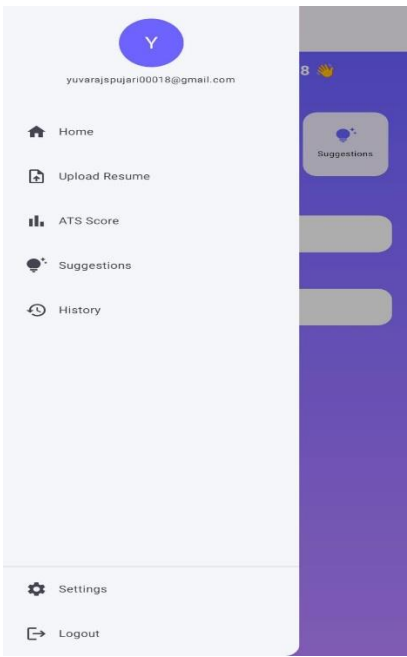 Y
yuvarajspujari00018@gmail.com
8 👋
Home
Suggestions
Upload Resume
ATS Score
Suggestions
History
Settings
Logout